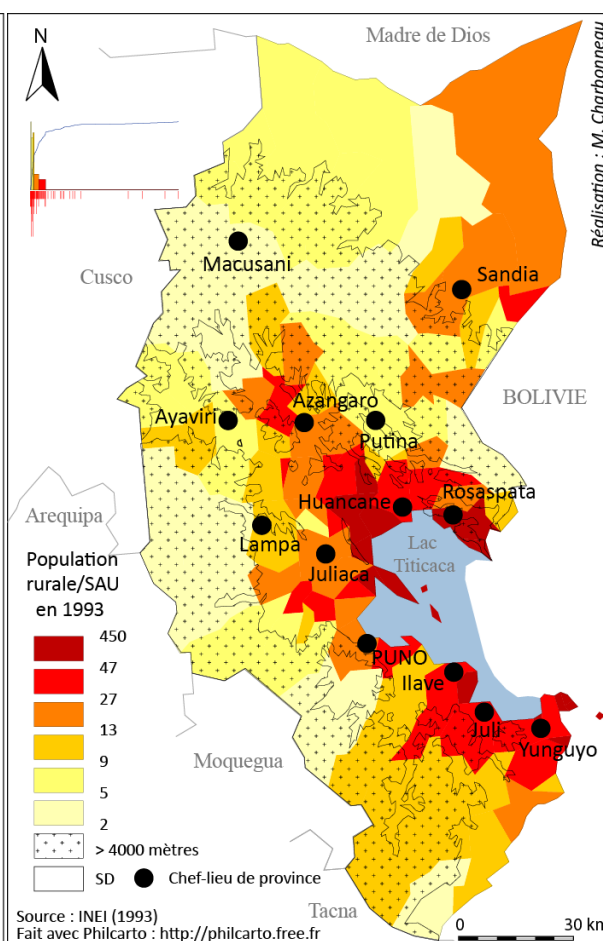 N
Madre de Dios
Réalisation : M. Charbonneau
Macusani
Cusco
Sandia
BOLIVIE
Ayaviri
Azangaro
Putina
Huancane
Rosaspata
Arequipa
Lampa
Lac
Titicaca
Juliaca
Population
rurale/SAU
en 1993
450
47
27
13
9
5
2
PUNO
Ilave
Juli
Yunguyo
Moquegua
> 4000 mètres
SD
Chef-lieu de province
Tacna
Source : INEI (1993)
Fait avec Philcarto : http://philcarto.free.fr
0 30 km